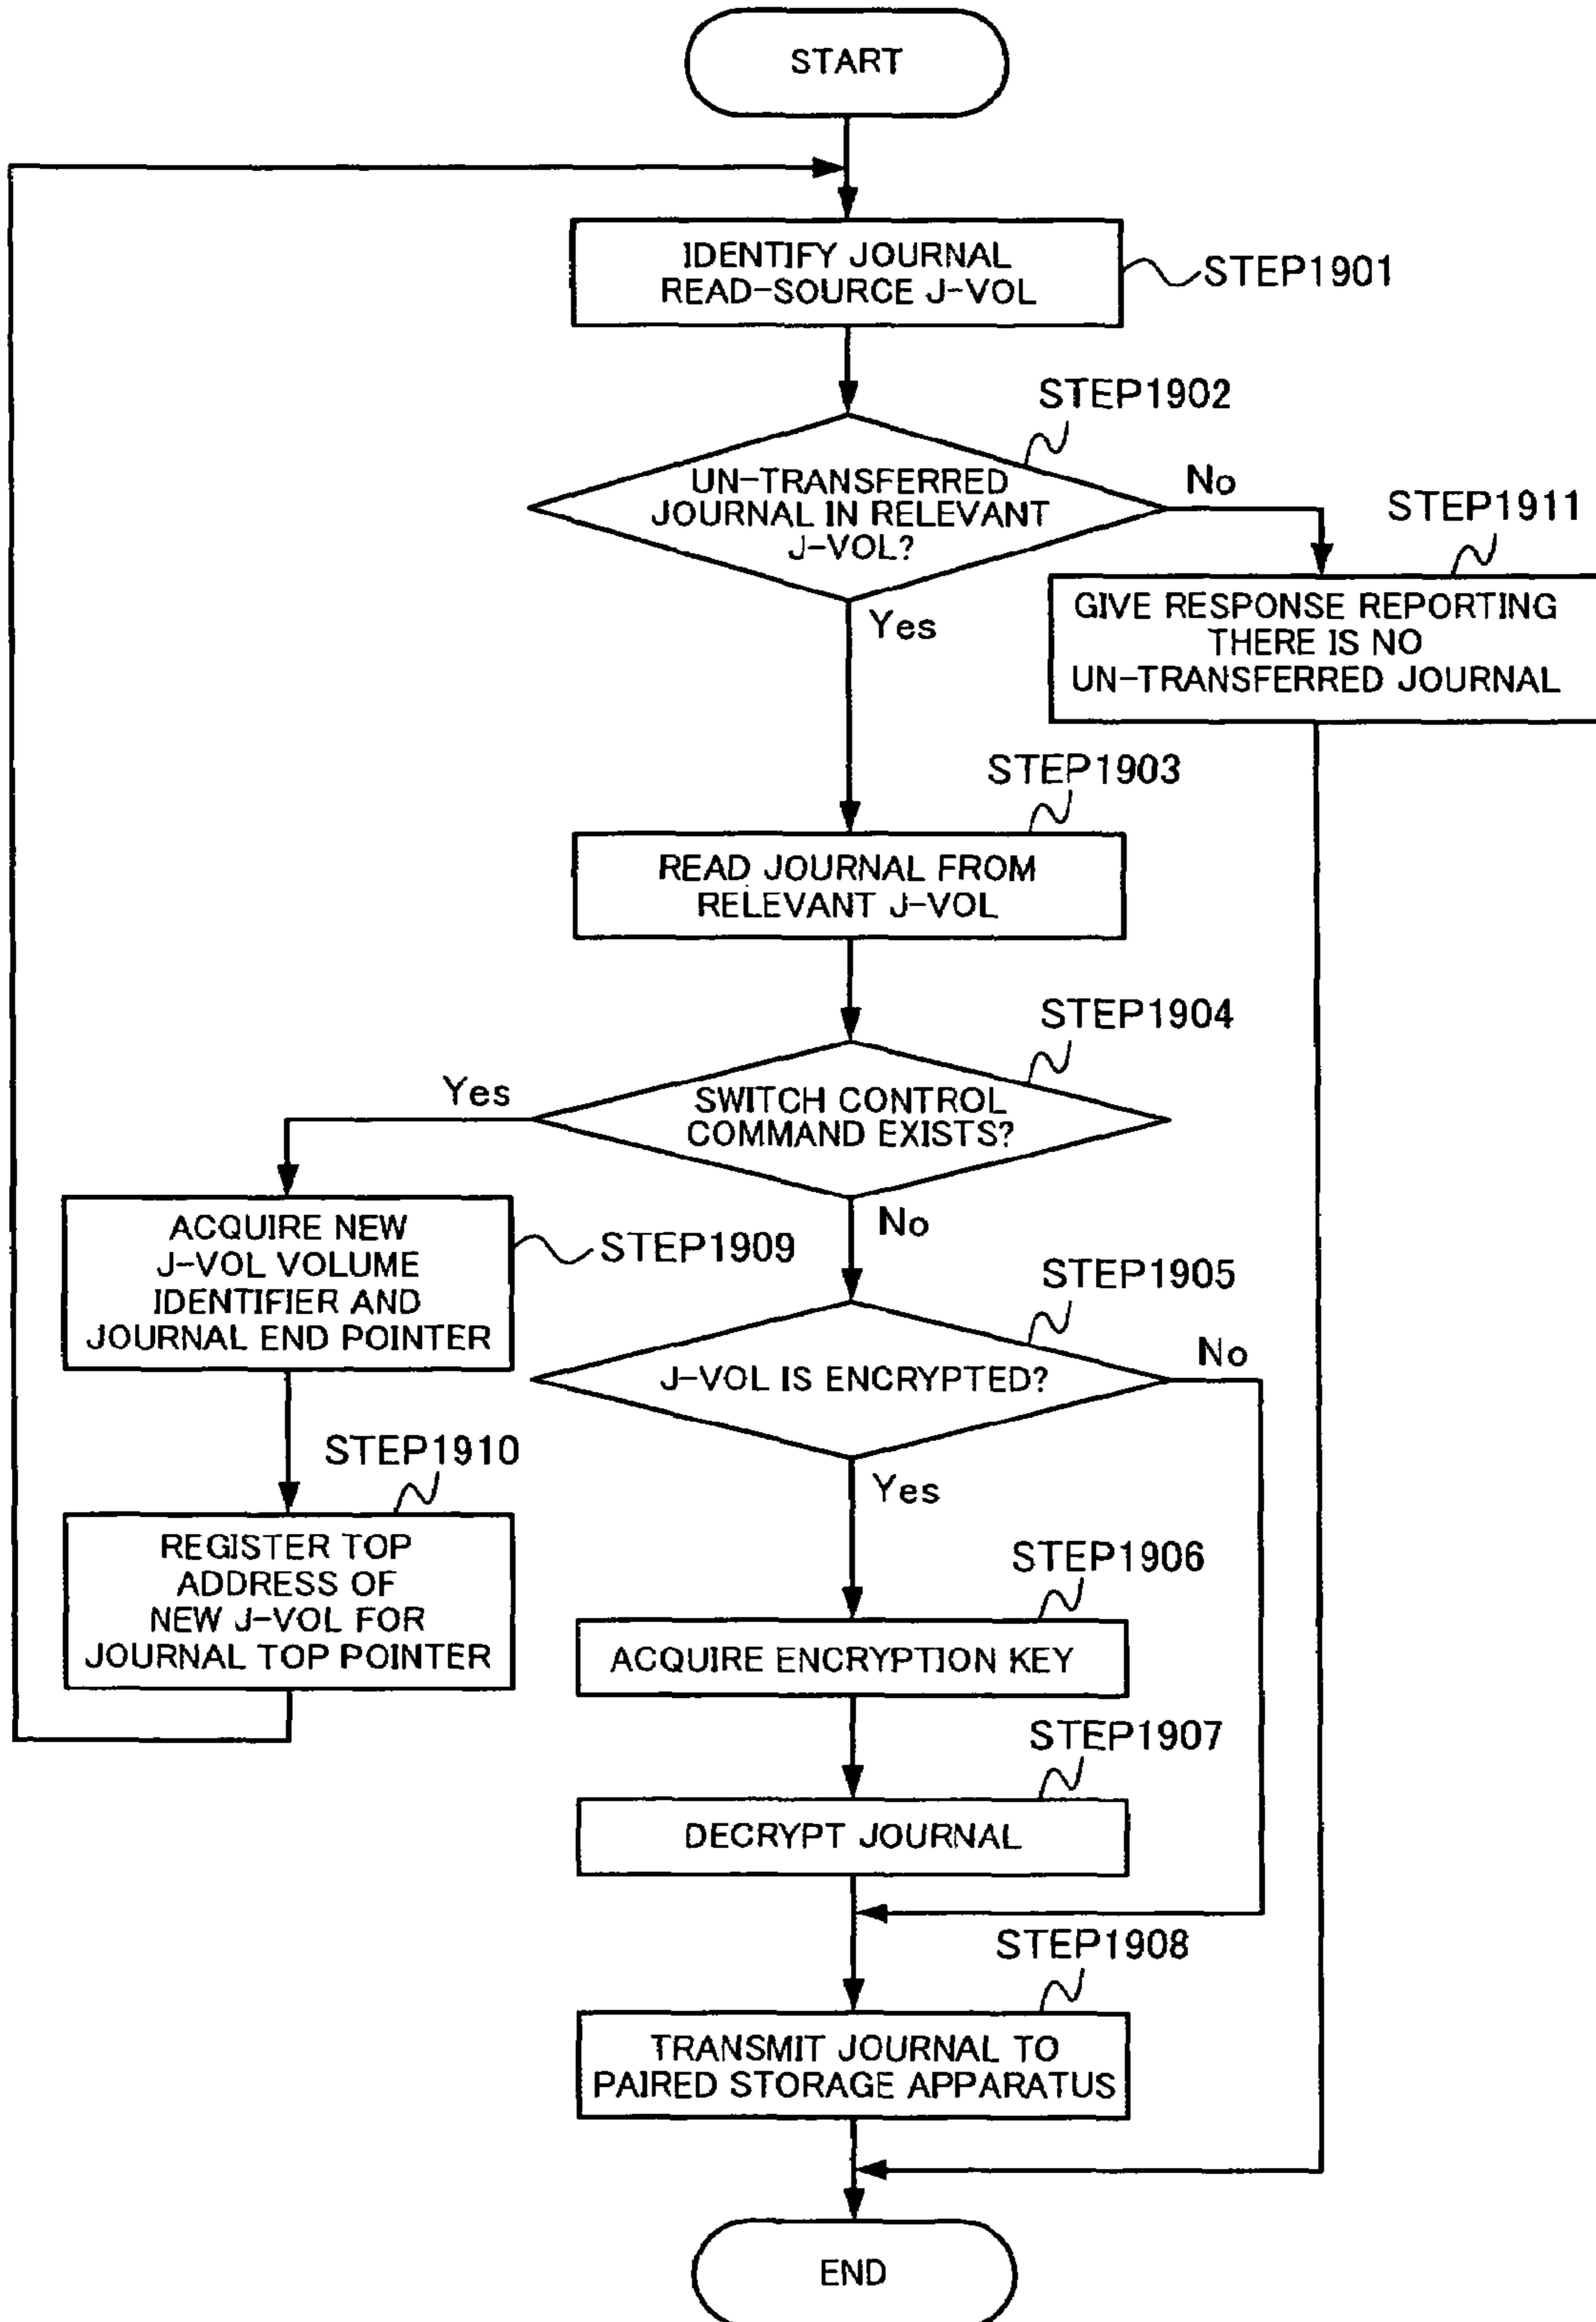 START
IDENTIFY JOURNAL
READ-SOURCE J-VOL
STEP1901
STEP1902
UN-TRANSFERRED
JOURNAL IN RELEVANT
J-VOL?
No
Yes
STEP1911
GIVE RESPONSE REPORTING
THERE IS NO
UN-TRANSFERRED JOURNAL
STEP1903
READ JOURNAL FROM
RELEVANT J-VOL
STEP1904
SWITCH CONTROL
COMMAND EXISTS?
Yes
No
ACQUIRE NEW
J-VOL VOLUME
IDENTIFIER AND
JOURNAL END POINTER
STEP1909
STEP1905
J-VOL IS ENCRYPTED?
No
Yes
STEP1910
REGISTER TOP
ADDRESS OF
NEW J-VOL FOR
JOURNAL TOP POINTER
STEP1906
ACQUIRE ENCRYPTION KEY
STEP1907
DECRYPT JOURNAL
STEP1908
TRANSMIT JOURNAL TO
PAIRED STORAGE APPARATUS
END